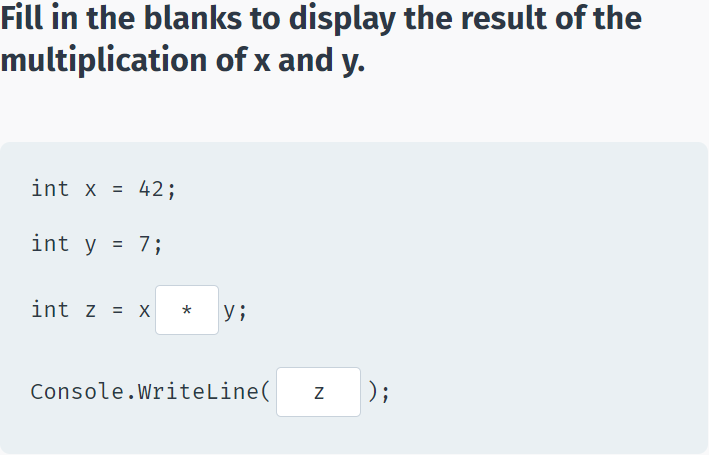 Fill in the blanks to display the result of the
multiplication of x and y.
int x = 42;
int y = 7;
int z = x * y;
Console.WriteLine( z );